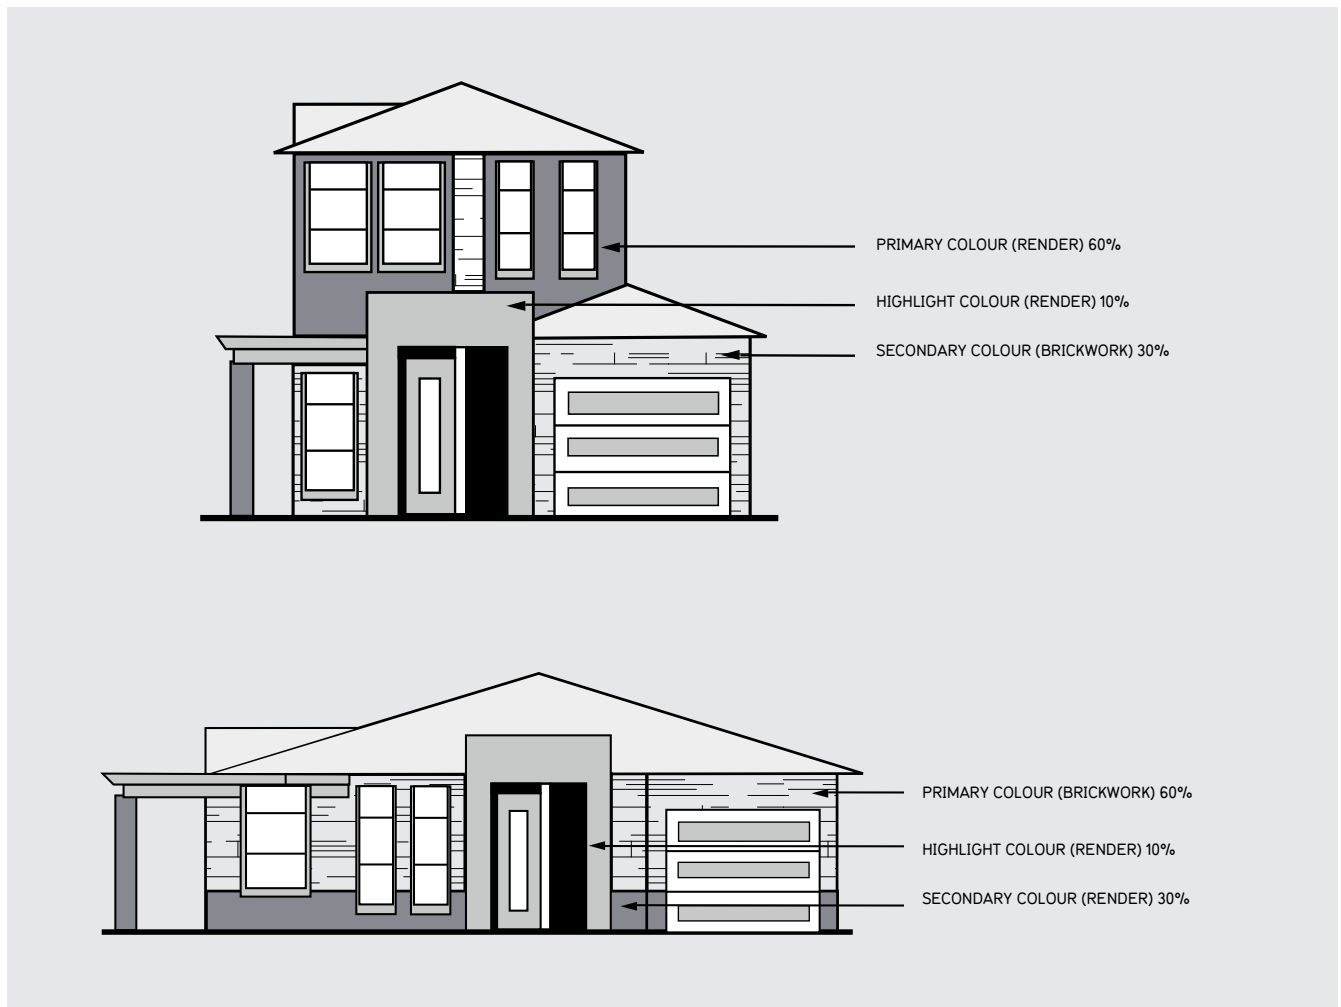 PRIMARY COLOUR (RENDER) 60%
HIGHLIGHT COLOUR (RENDER) 10%
SECONDARY COLOUR (BRICKWORK) 30%
PRIMARY COLOUR (BRICKWORK) 60%
HIGHLIGHT COLOUR (RENDER) 10%
SECONDARY COLOUR (RENDER) 30%